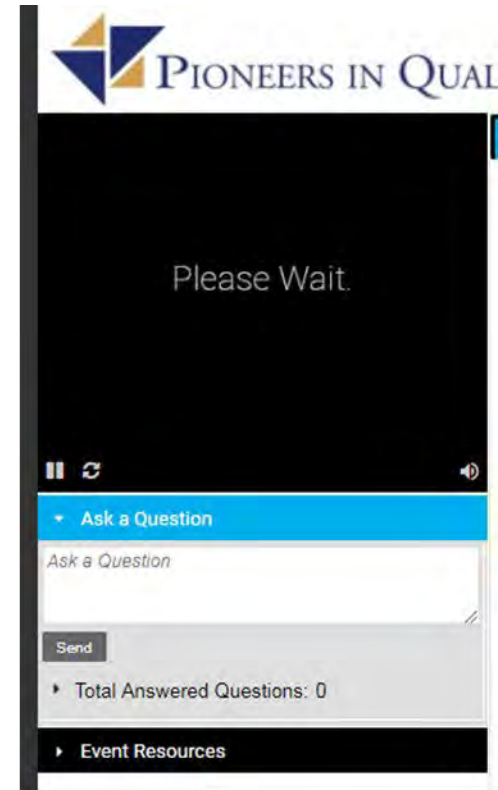 PIONEERS IN QUAL
Please Wait.
Ask a Question
Ask a Question
Send
Total Answered Questions: 0
Event Resources